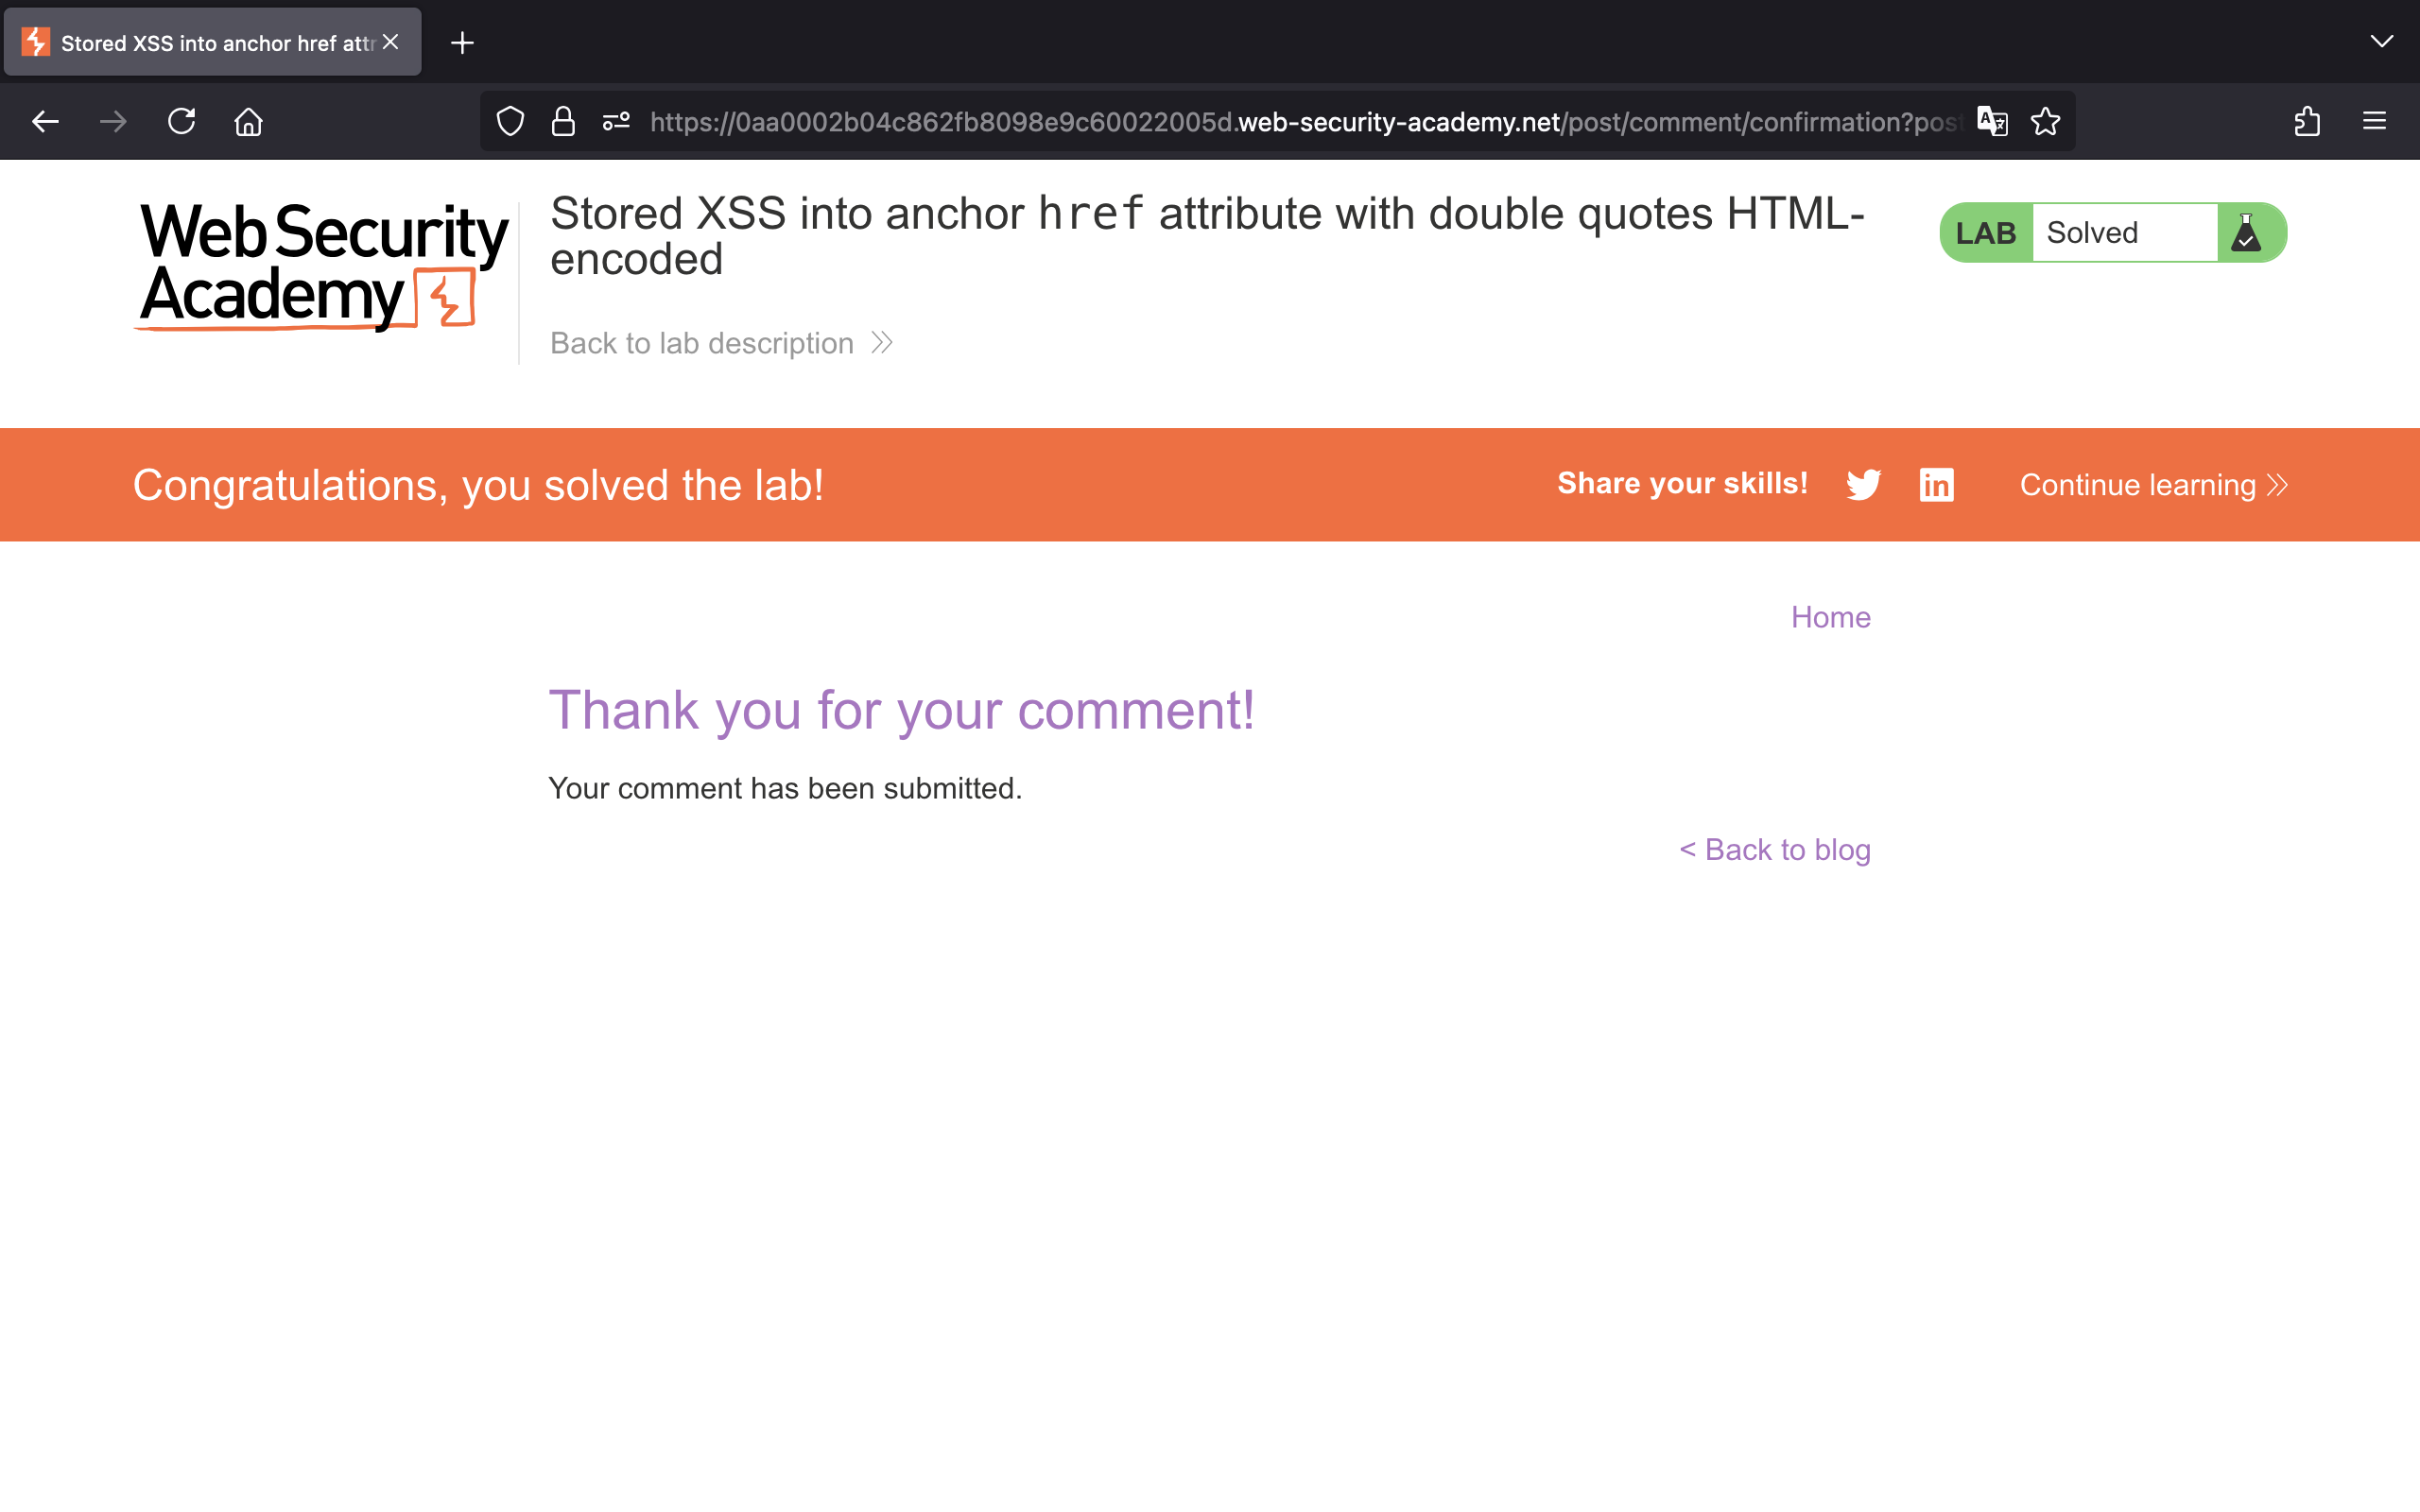 Stored XSS into anchor href attr
https://0aa0002b04c862fb8098e9c60022005d.web-security-academy.net/post/comment/confirmation?post
Web Security
Academy
Stored XSS into anchor href attribute with double quotes HTML-
encoded
Back to lab description
LAB Solved
Congratulations, you solved the lab!
Share your skills!
Continue learning
Home
Thank you for your comment!
Your comment has been submitted.
< Back to blog